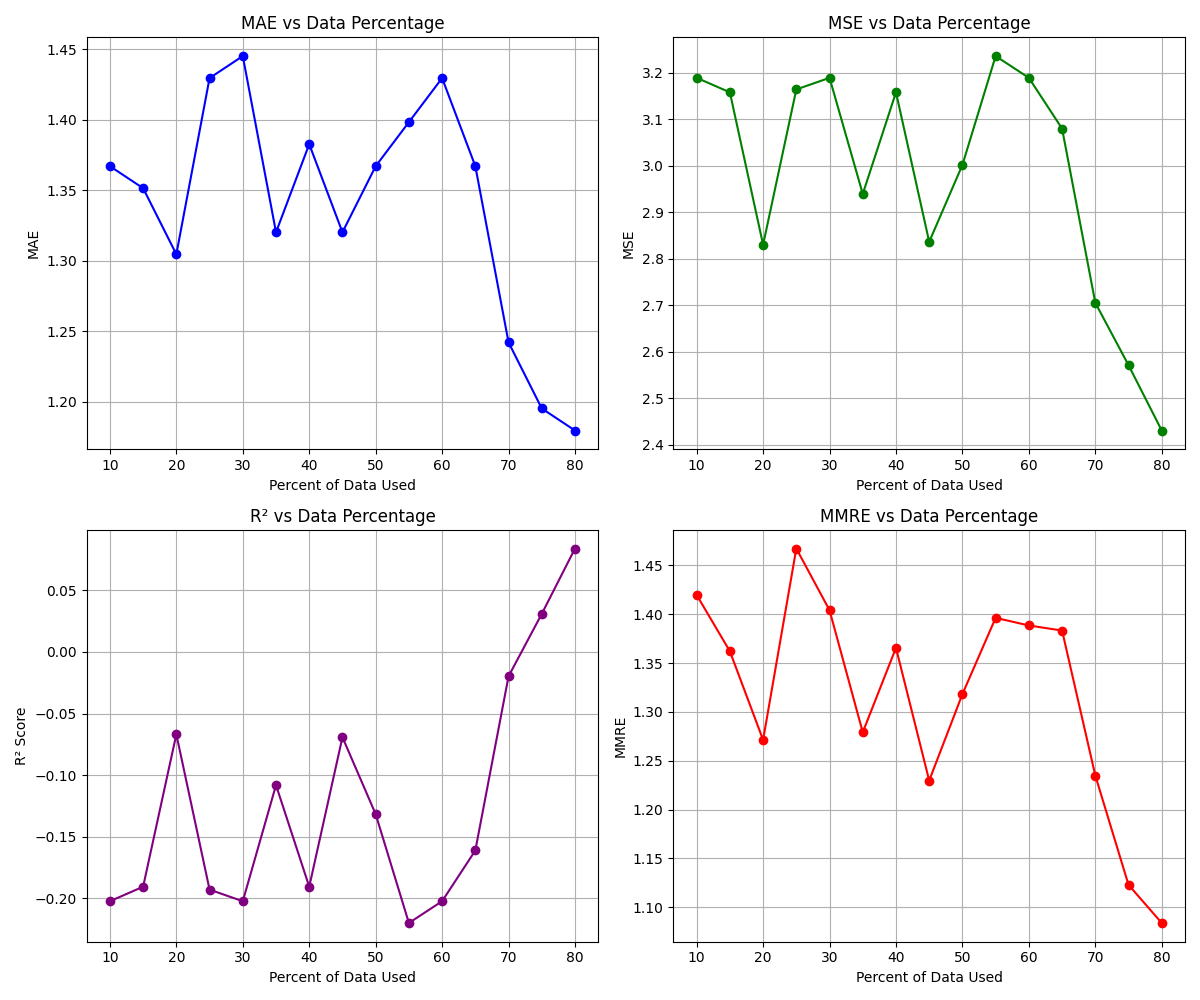 MAE vs Data Percentage
1.45
1.40
1.35
1.30
1.25
1.20
MAE
10 20 30 40 50 60 70 80
Percent of Data Used
MSE vs Data Percentage
3.2
3.1
3.0
2.9
2.8
2.7
2.6
2.5
2.4
MSE
10 20 30 40 50 60 70 80
Percent of Data Used
R² vs Data Percentage
0.05
0.00
−0.05
−0.10
−0.15
−0.20
R² Score
10 20 30 40 50 60 70 80
Percent of Data Used
MMRE vs Data Percentage
1.45
1.40
1.35
1.30
1.25
1.20
1.15
1.10
MMRE
10 20 30 40 50 60 70 80
Percent of Data Used